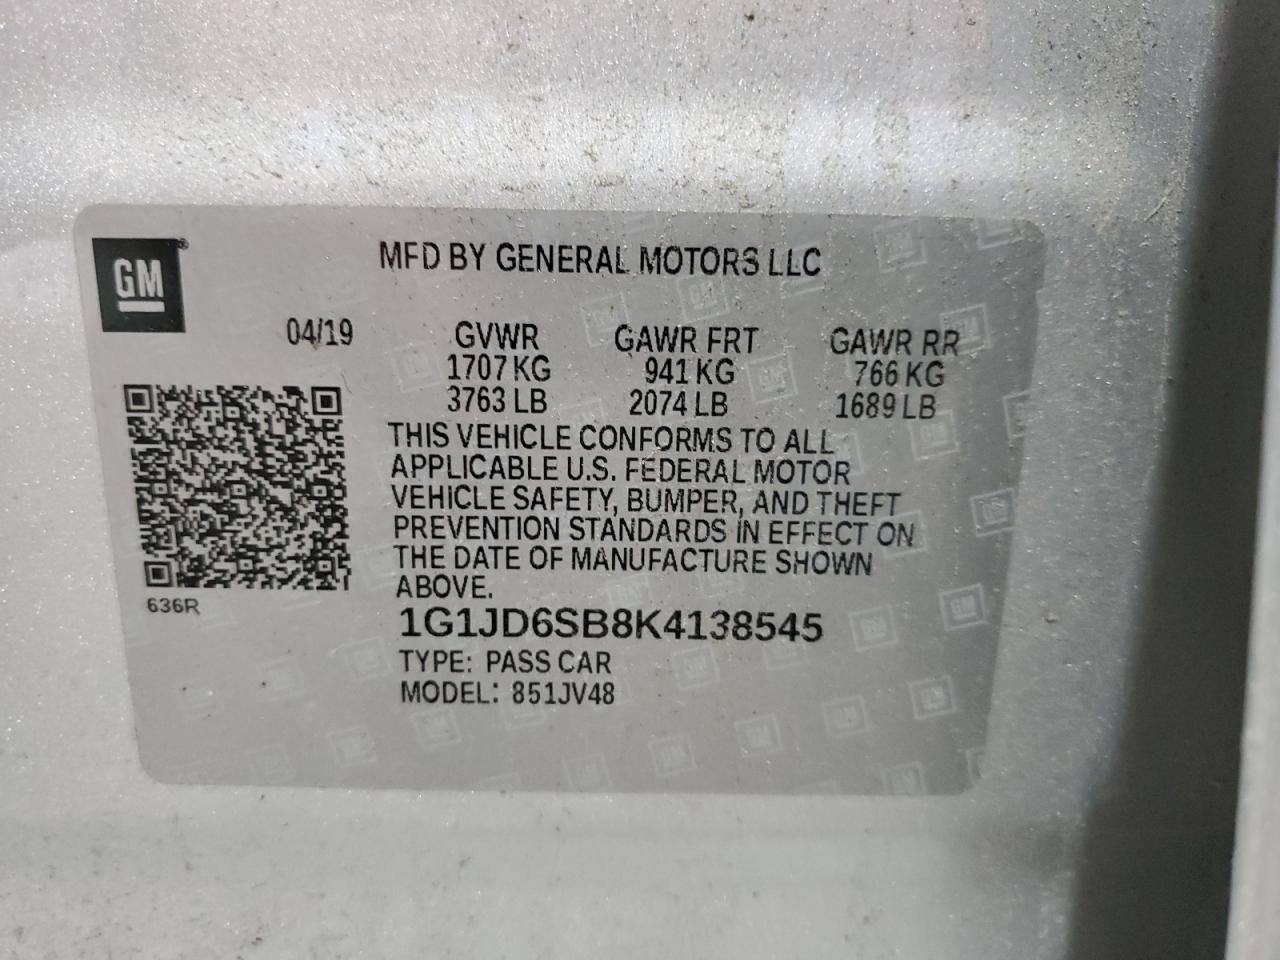 GM®
MFD BY GENERAL MOTORS LLC
04/19 GVWR GAWR FRT GAWR RR
1707 KG 941 KG 766 KG
3763 LB 2074 LB 1689 LB
THIS VEHICLE CONFORMS TO ALL
APPLICABLE U.S. FEDERAL MOTOR
VEHICLE SAFETY, BUMPER, AND THEFT
PREVENTION STANDARDS IN EFFECT ON
THE DATE OF MANUFACTURE SHOWN
ABOVE.
636R
1G1JD6SB8K4138545
TYPE: PASS CAR
MODEL: 851JV48